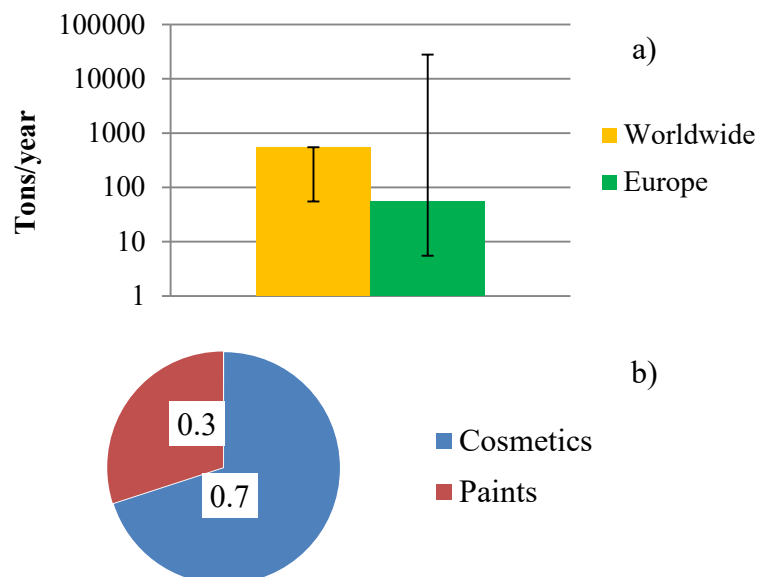 100000
10000
1000
100
10
1
Tons/year
a)
Worldwide
Europe
b)
0.3
0.7
Cosmetics
Paints